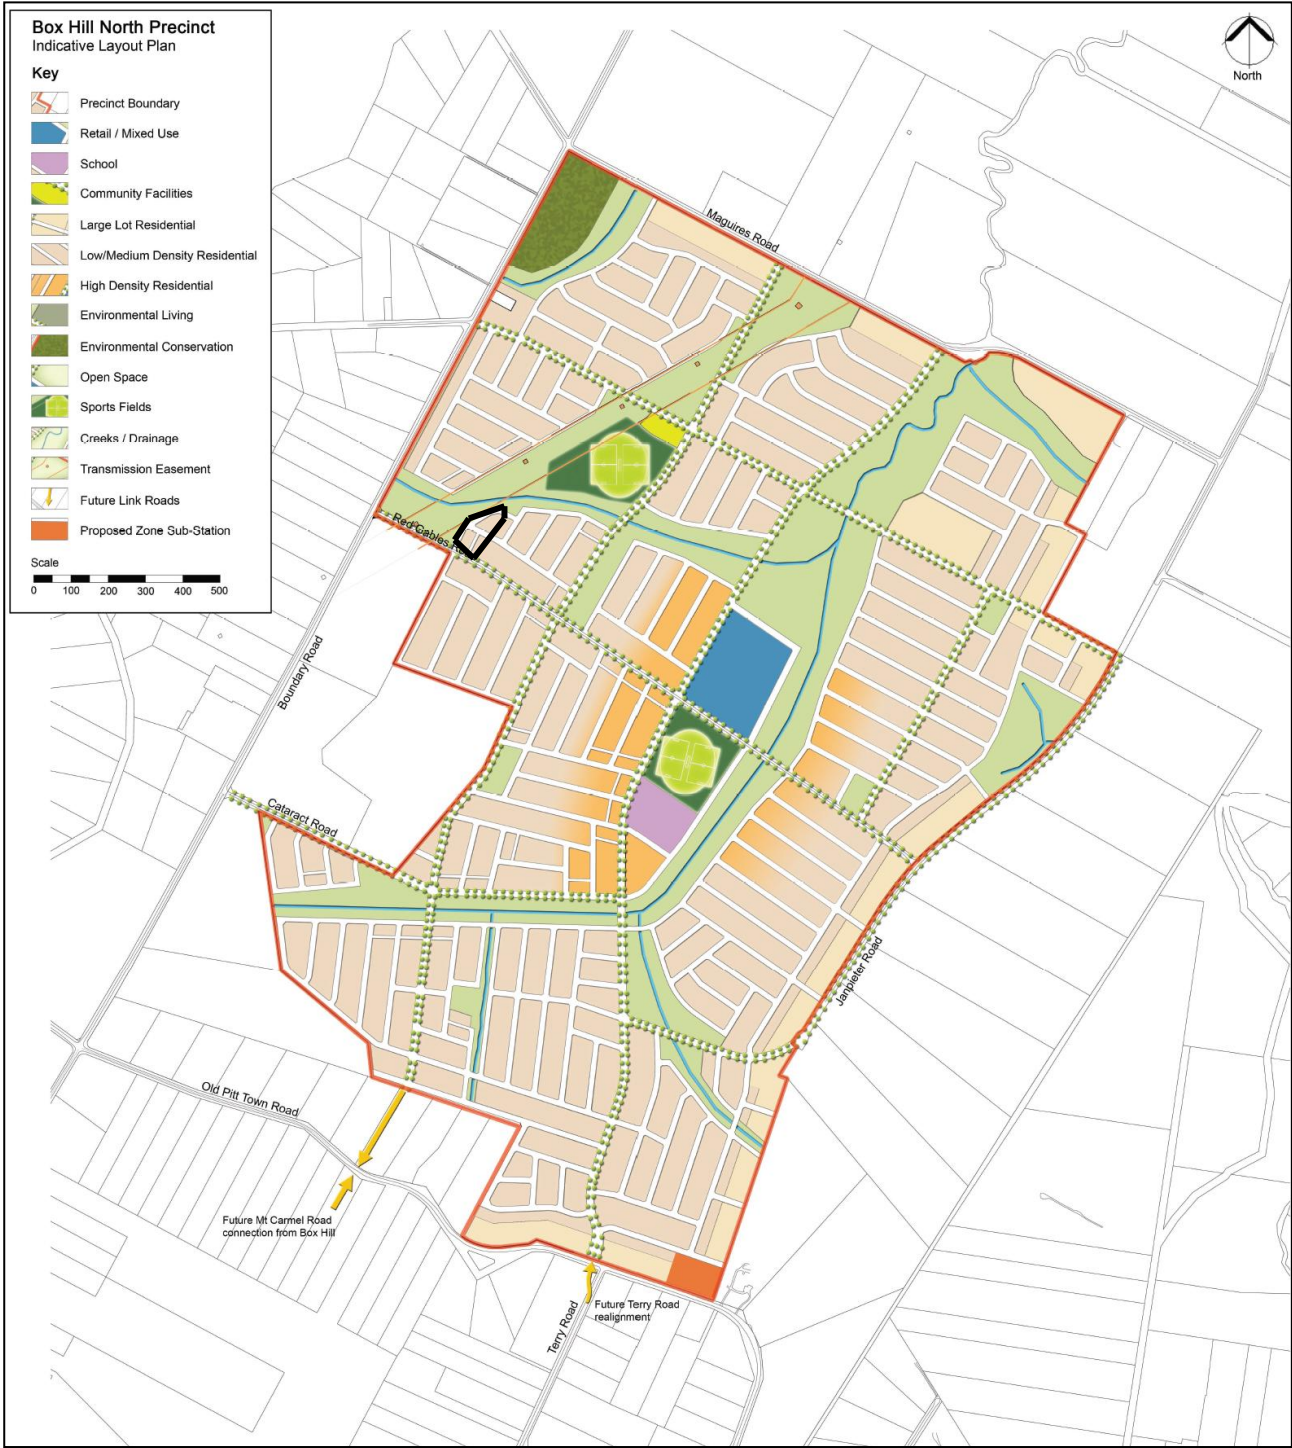 Box Hill North Precinct
Indicative Layout Plan
Key
Precinct Boundary
Retail / Mixed Use
School
Community Facilities
Large Lot Residential
Low/Medium Density Residential
High Density Residential
Environmental Living
Environmental Conservation
Open Space
Sports Fields
Creeks / Drainage
Transmission Easement
Future Link Roads
Proposed Zone Sub-Station
Scale
0 100 200 300 400 500
North
Maguires Road
Red Gables Road
Boundary Road
Cataract Road
Janpieter Road
Old Pitt Town Road
Future Mt Carmel Road
connection from Box Hill
Terry Road
Future Terry Road
realignment